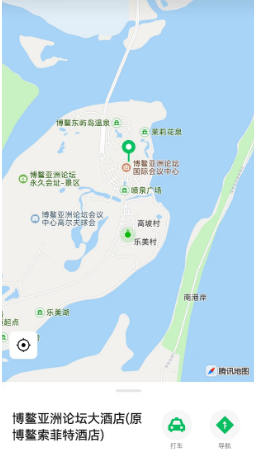 博鳌东屿岛温泉
茉莉花泉
博鳌亚洲论坛
国际会议中心
博鳌亚洲论坛
永久会址-景区
喷泉广场
博鳌亚洲论坛会议
中心高尔夫球会
高坡村
乐美村
南港岸
乐美湖
起点
腾讯地图
博鳌亚洲论坛大酒店(原
博鳌索菲特酒店)
打车
导航